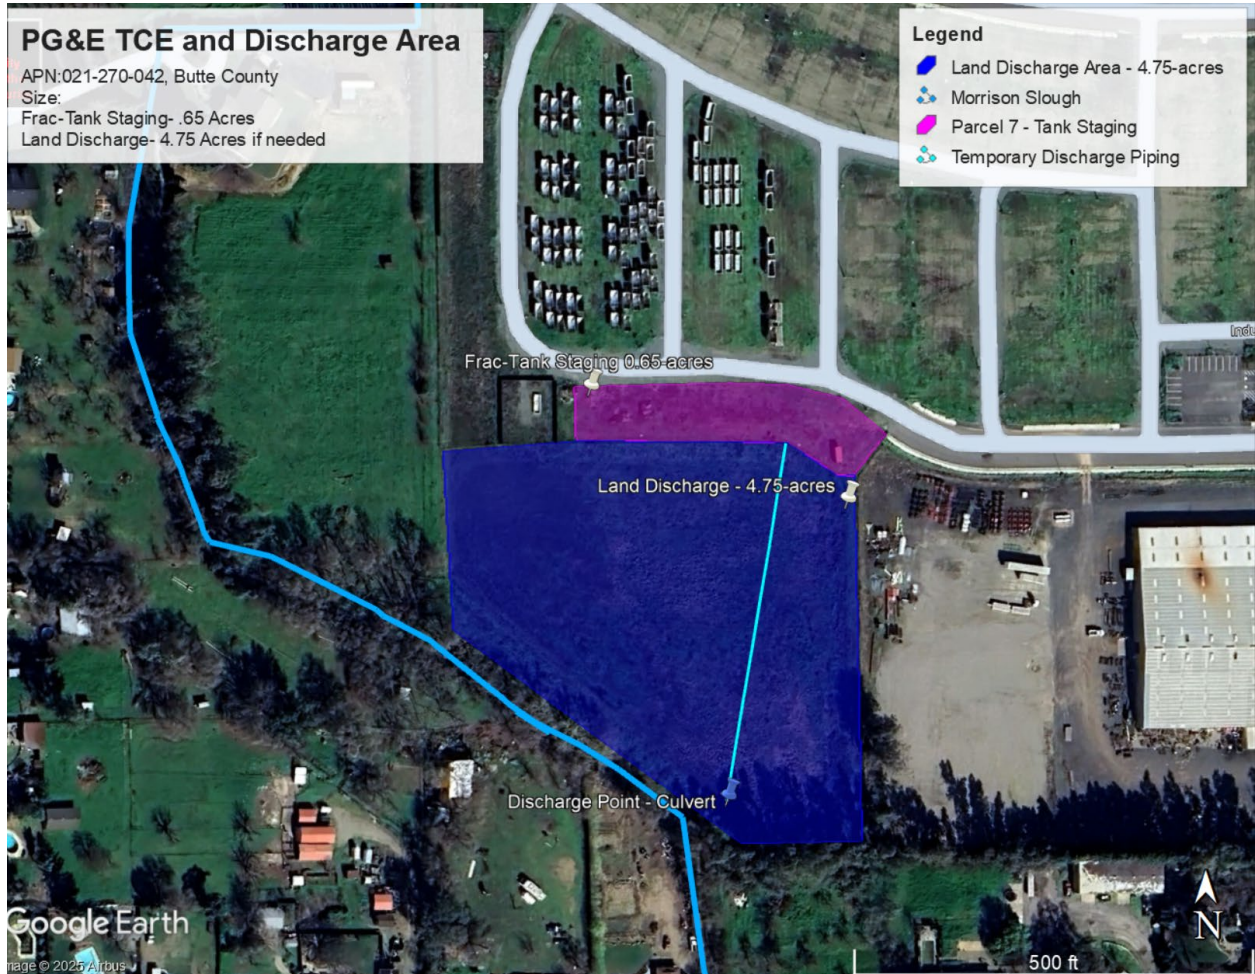 PG&E TCE and Discharge Area
APN:021-270-042, Butte County
Size:
Frac-Tank Staging- .65 Acres
Land Discharge- 4.75 Acres if needed
Legend
Land Discharge Area - 4.75-acres
Morrison Slough
Parcel 7 - Tank Staging
Temporary Discharge Piping
Frac-Tank Staging 0.65-acres
Land Discharge - 4.75-acres
Discharge Point - Culvert
Google Earth
© 2025 Airbus
N
500 ft